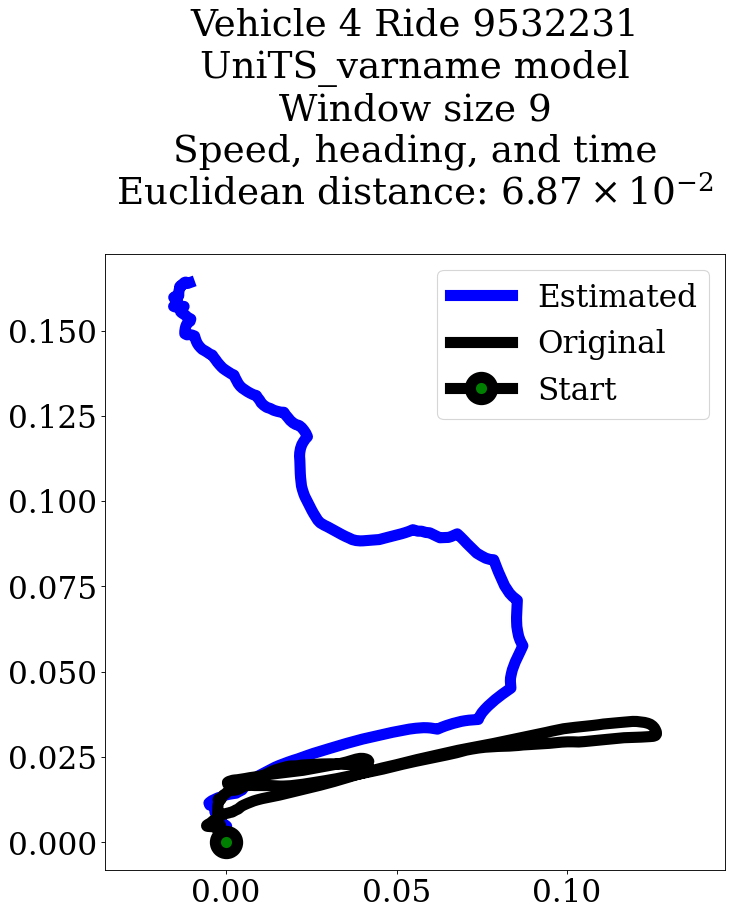 Vehicle 4 Ride 9532231
UniTS_varname model
Window size 9
Speed, heading, and time
Euclidean distance: 6.87 × 10⁻²
Estimated
Original
Start
0.150
0.125
0.100
0.075
0.050
0.025
0.000
0.00 0.05 0.10